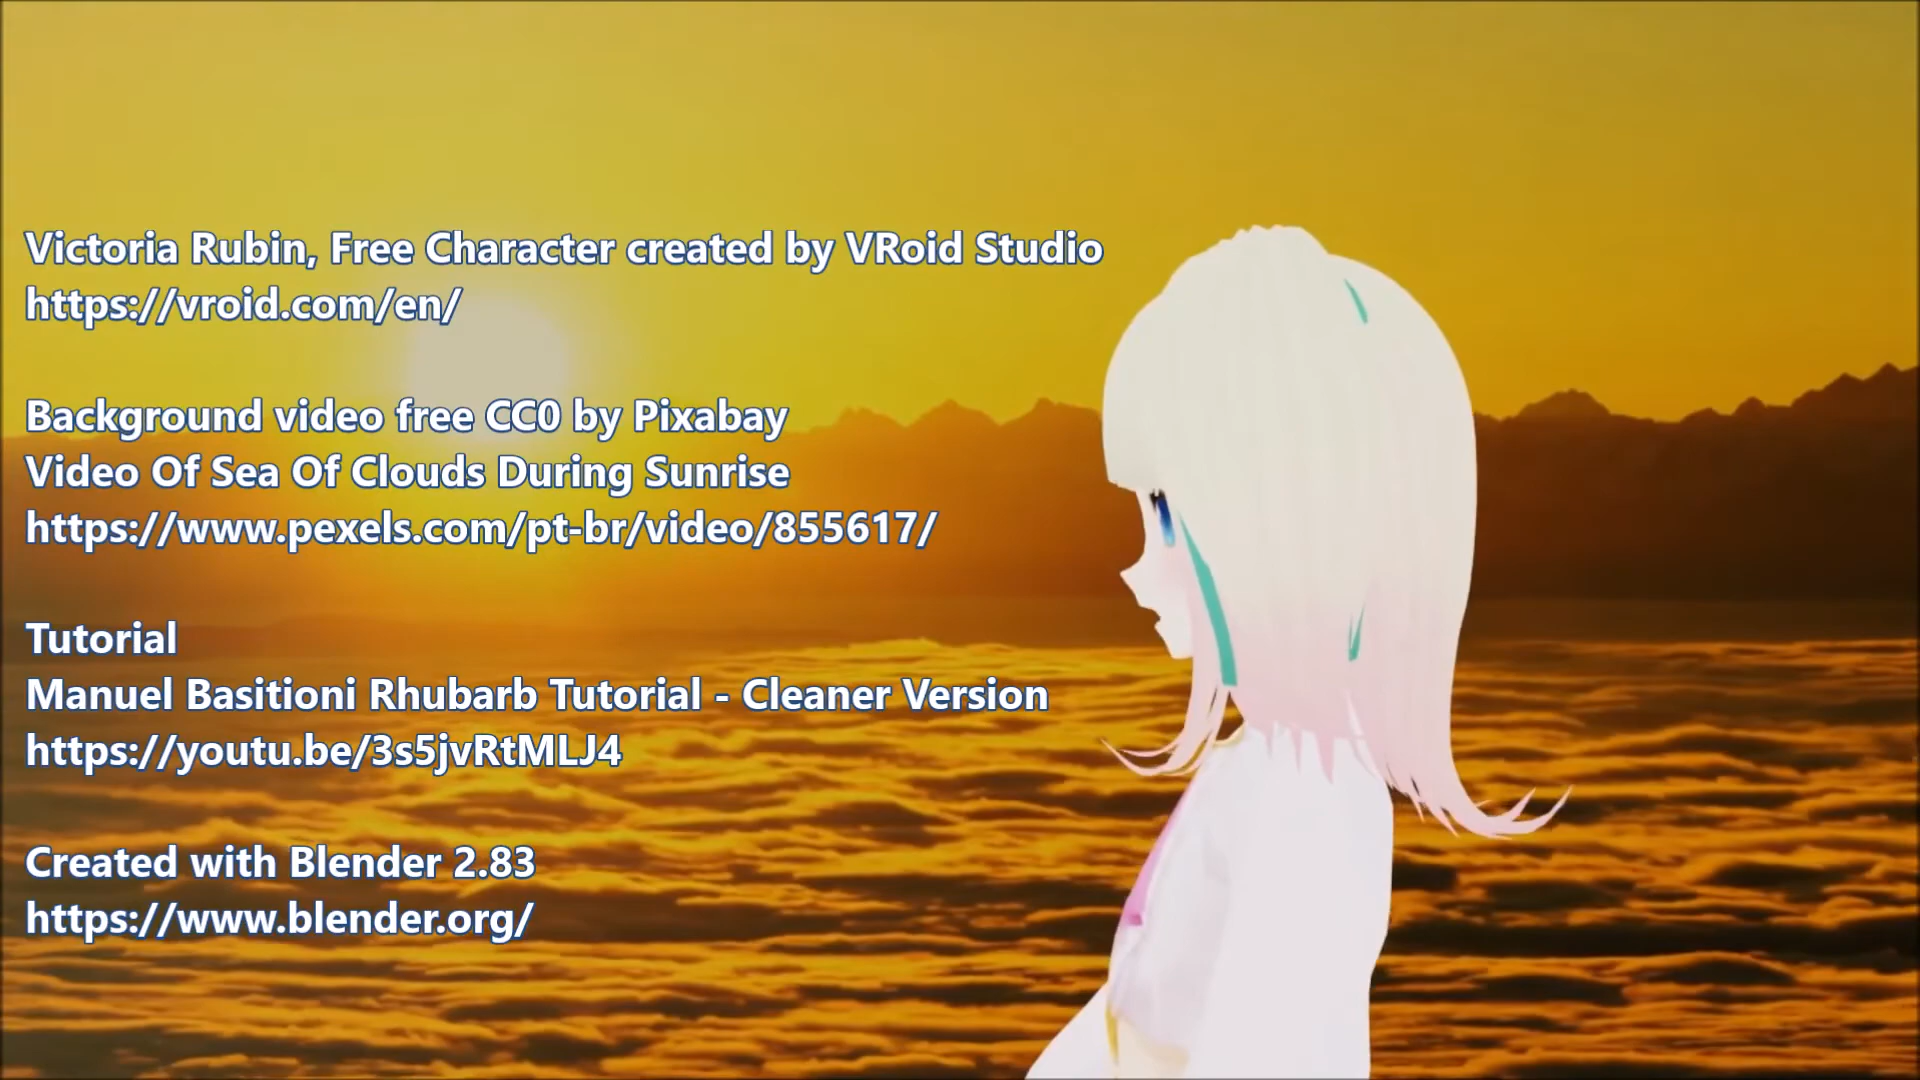 Victoria Rubin, Free Character created by VRoid Studio
https://vroid.com/en/
Background video free CC0 by Pixabay
Video Of Sea Of Clouds During Sunrise
https://www.pexels.com/pt-br/video/855617/
Tutorial
Manuel Basitioni Rhubarb Tutorial - Cleaner Version
https://youtu.be/3s5jvRtMLJ4
Created with Blender 2.83
https://www.blender.org/